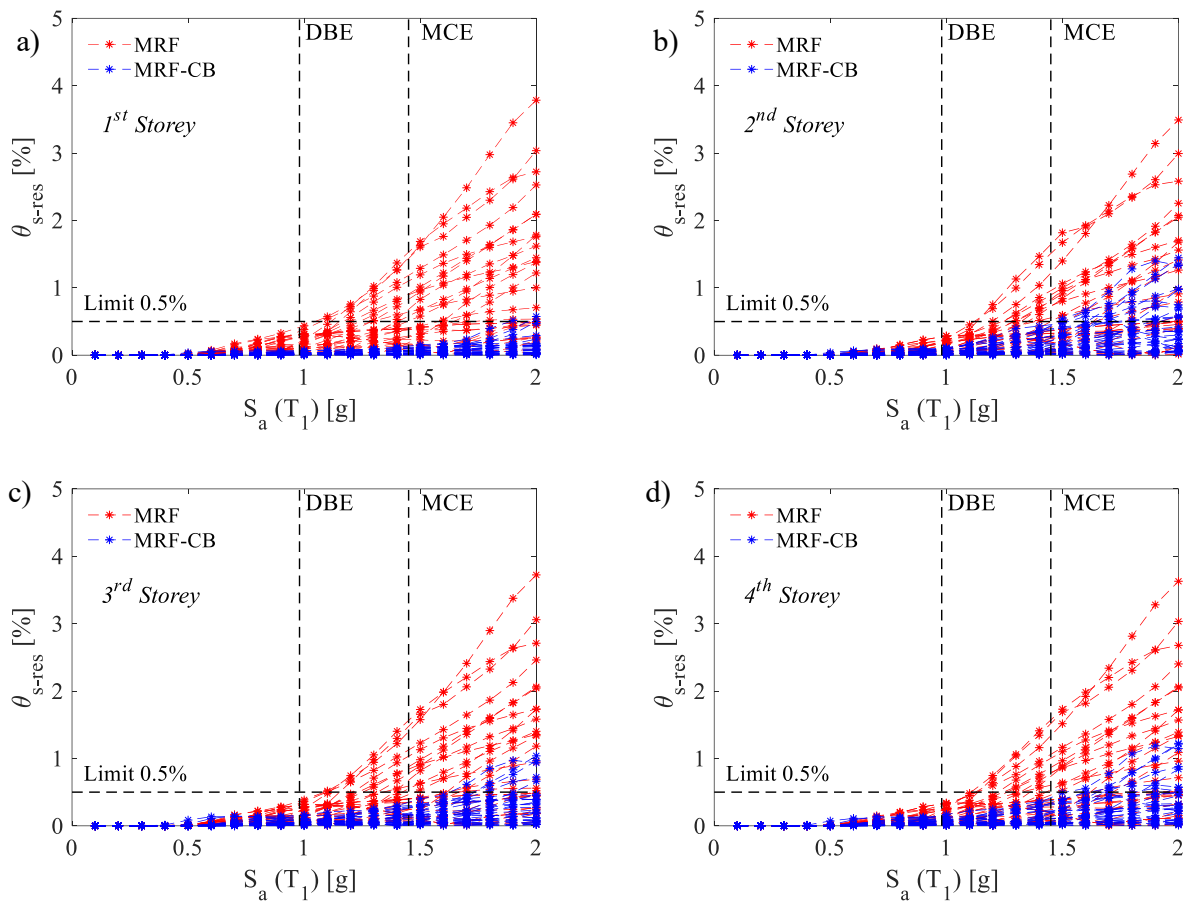 a)
5
4
3
2
1
0
DBE
MCE
MRF
MRF-CB
1st Storey
Limit 0.5%
θ s-res [%]
0
0.5
1
1.5
2
Sa (T1) [g]
b)
5
4
3
2
1
0
DBE
MCE
MRF
MRF-CB
2nd Storey
Limit 0.5%
θ s-res [%]
0
0.5
1
1.5
2
Sa (T1) [g]
c)
5
4
3
2
1
0
DBE
MCE
MRF
MRF-CB
3rd Storey
Limit 0.5%
θ s-res [%]
0
0.5
1
1.5
2
Sa (T1) [g]
d)
5
4
3
2
1
0
DBE
MCE
MRF
MRF-CB
4th Storey
Limit 0.5%
θ s-res [%]
0
0.5
1
1.5
2
Sa (T1) [g]